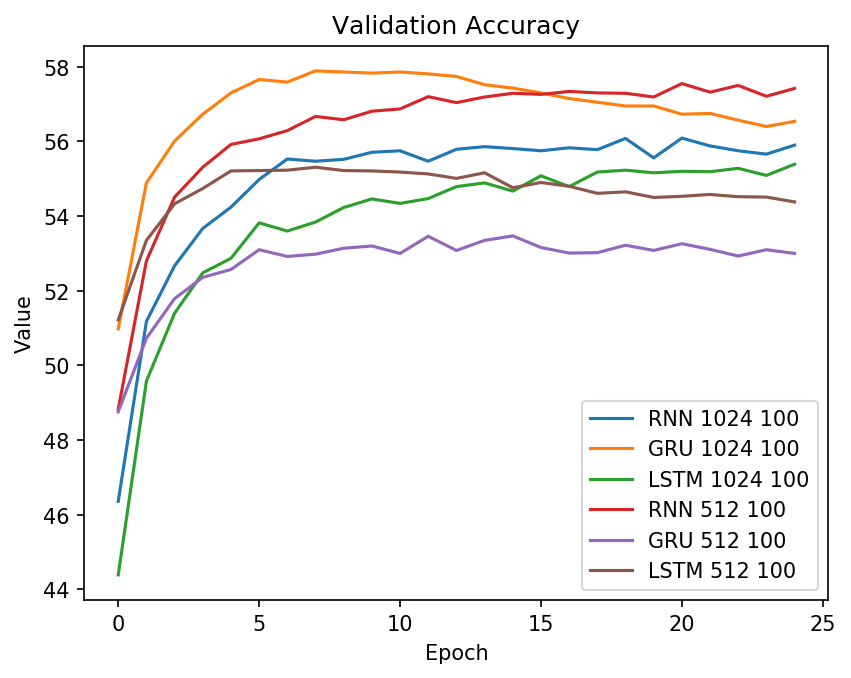 Validation Accuracy
Value
58
56
54
52
50
48
46
44
RNN 1024 100
GRU 1024 100
LSTM 1024 100
RNN 512 100
GRU 512 100
LSTM 512 100
0 5 10 15 20 25
Epoch